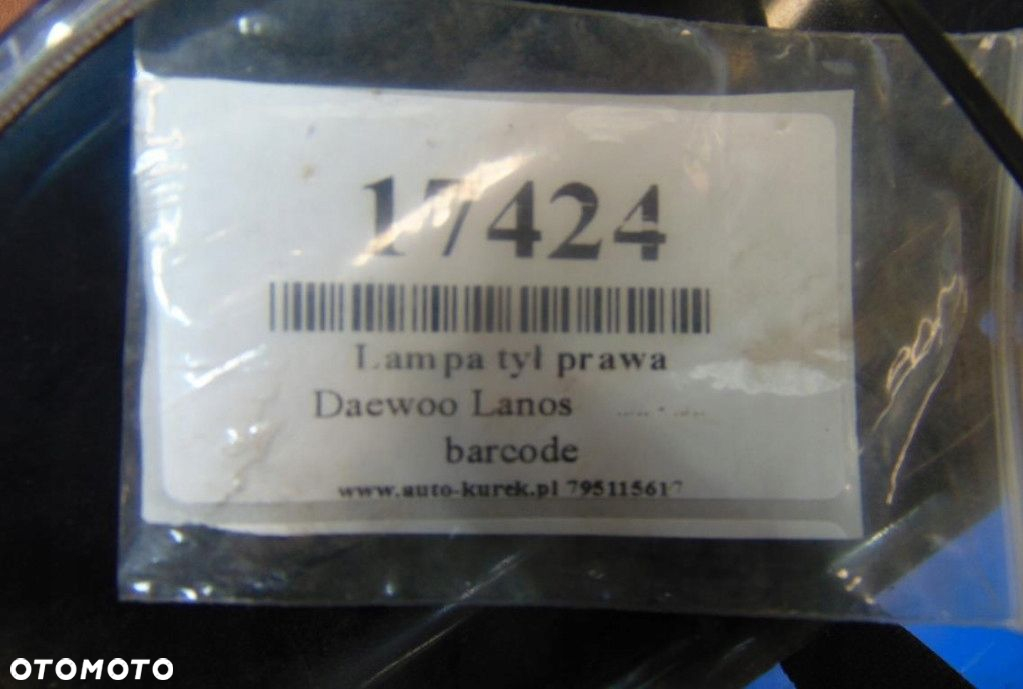 17424
Lampa tył prawa
Daewoo Lanos
barcode
www.auto-kurek.pl 795115617
OTOMOTO